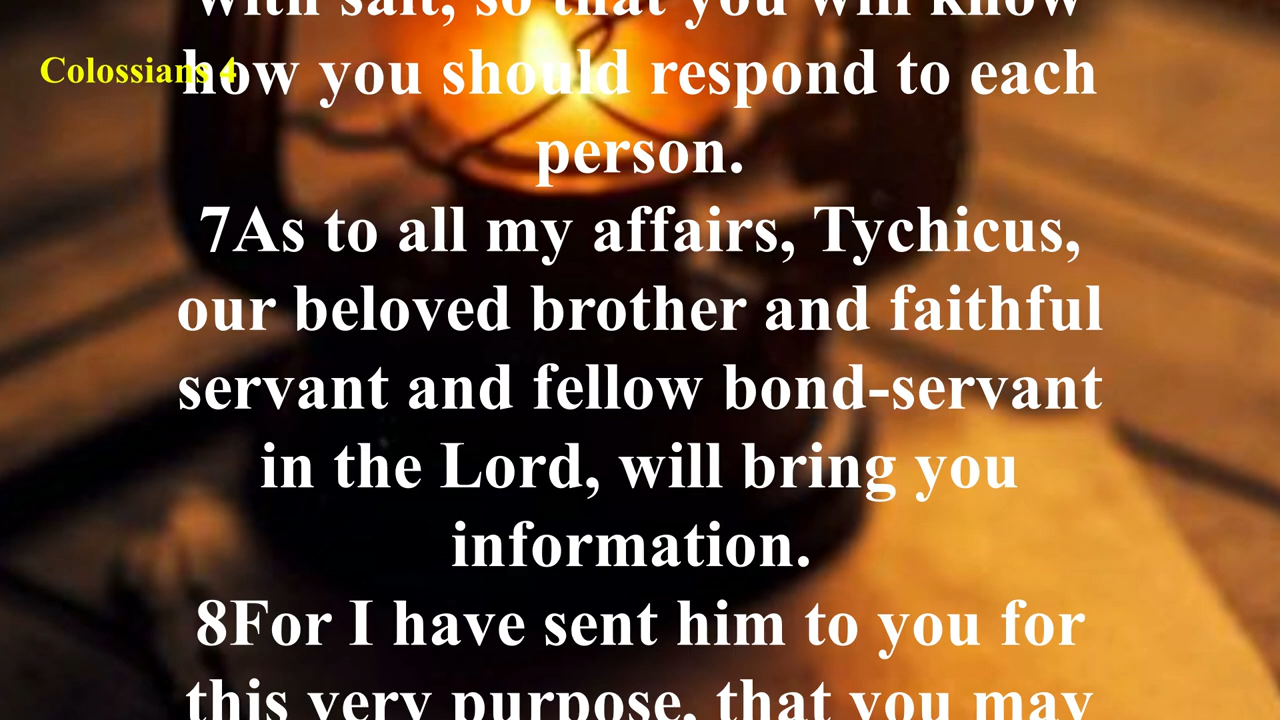 with salt, so that you will know
Colossians 4
how you should respond to each
person.
7As to all my affairs, Tychicus,
our beloved brother and faithful
servant and fellow bond-servant
in the Lord, will bring you
information.
8For I have sent him to you for
this very purpose, that you may